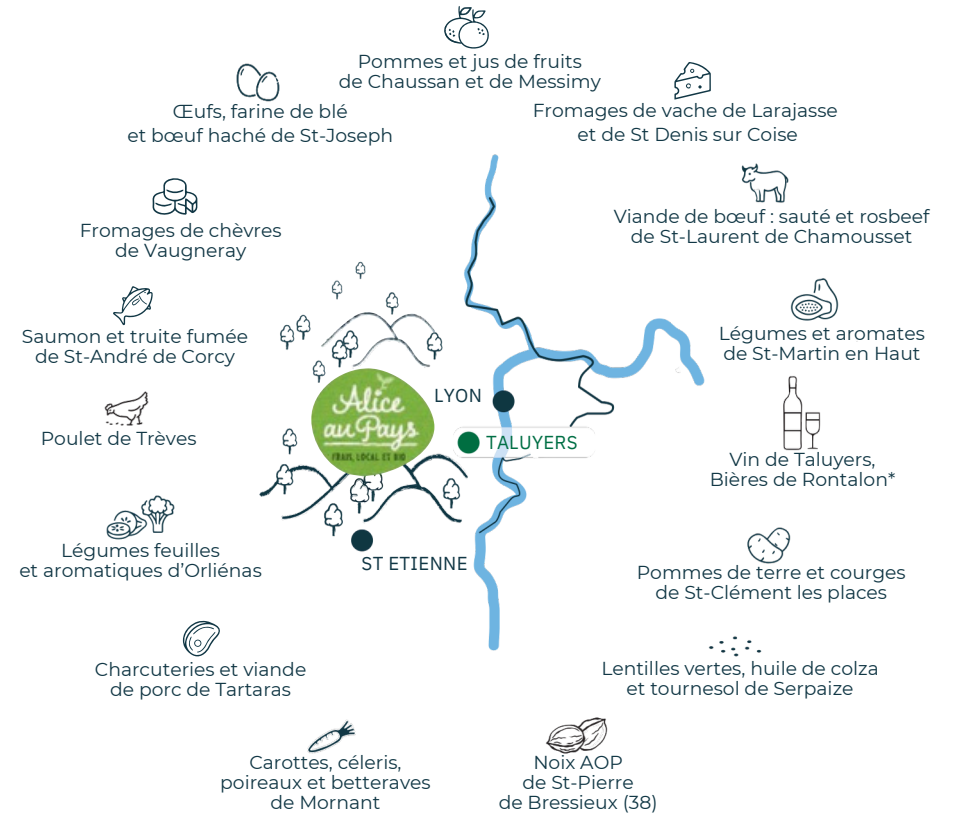 Pommes et jus de fruits
de Chaussan et de Messimy
Œufs, farine de blé
et bœuf haché de St-Joseph
Fromages de vache de Larajasse
et de St Denis sur Coise
Fromages de chèvres
de Vaugneray
Viande de bœuf : sauté et rosbeef
de St-Laurent de Chamousset
Saumon et truite fumée
de St-André de Corcy
Légumes et aromates
de St-Martin en Haut
Poulet de Trèves
Alice
au Pays
FRAIS, LOCAL ET BIO
LYON
TALUYERS
Vin de Taluyers,
Bières de Rontalon*
Légumes feuilles
et aromatiques d’Orliénas
ST ETIENNE
Pommes de terre et courges
de St-Clément les places
Charcuteries et viande
de porc de Tartaras
Lentilles vertes, huile de colza
et tournesol de Serpaize
Carottes, céleris,
poireaux et betteraves
de Mornant
Noix AOP
de St-Pierre
de Bressieux (38)